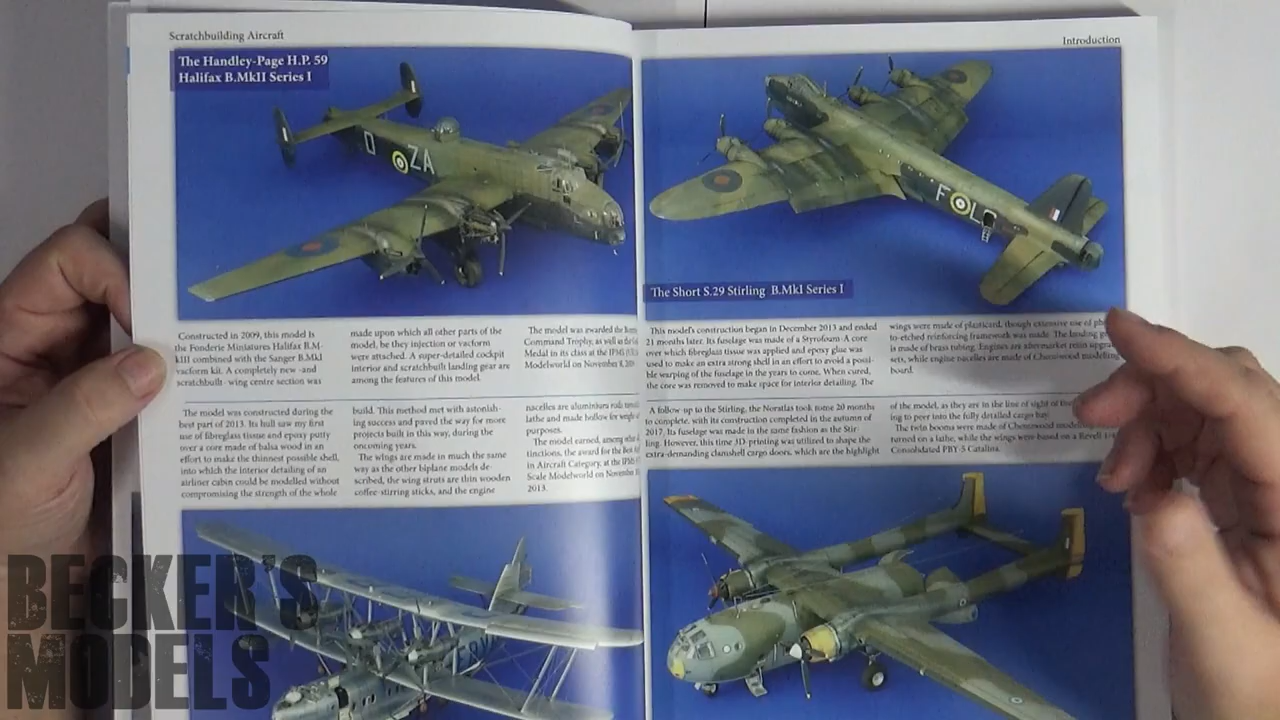 Scratchbuilding Aircraft
The Handley-Page H.P. 59
Halifax B.MkII Series I
O ZA
Constructed in 2009, this model is
the Fonderie Miniatures Halifax B.M-
kIII combined with the Sanger B.MkI
vacform kit. A completely new -and
scratchbuilt- wing centre section was
made upon which all other parts of the
model, be they injection or vacform
were attached. A super-detailed cockpit
interior and scratchbuilt landing gear are
among the features of this model.
The model was awarded the
Command Trophy, as well as
Medal in its class at the IPMS
Modelworld on November
The model was constructed during the
best part of 2013. Its hull saw my first
use of fibreglass tissue and epoxy putty
over a core made of balsa wood in an
effort to make the thinnest possible shell,
into which the interior detailing of an
airliner cabin could be modelled without
compromising the strength of the whole
build. This method met with astonish-
ing success and paved the way for more
projects built in this way, during the
oncoming years.
The wings are made in much the same
way as the other biplane models de-
scribed, the wing struts are thin wooden
coffee-stirring sticks, and the engine
nacelles are aluminium rods
lathe and made hollow for
purposes.
The model earned, among
tinctions, the award for the Best
in Aircraft Category, at the IPMS
Scale Modelworld on November
2013.
Introduction
F LS
The Short S.29 Stirling B.MkI Series I
This model's construction began in December 2013 and ended
21 months later. Its fuselage was made of a Styrofoam-A core
over which fibreglass tissue was applied and epoxy glue was
used to make an extra strong shell in an effort to avoid a possi-
ble warping of the fuselage in the years to come. When cured,
the core was removed to make space for interior detailing. The
wings were made of plasticard, though extensive use of
to-etched reinforcing framework was made. The landing
is made of brass tubing. Engines are aftermarket resin
sets, while engine nacelles are made of Chemiwood modelling
board.
A follow-up to the Stirling, the Noratlas took some 20 months
to complete, with its construction completed in the autumn of
2017. Its fuselage was made in the same fashion as the Stir-
ling. However, this time 3D-printing was utilised to shape the
extra-demanding clamshell cargo doors, which are the highlight
of the model, as they are in the line of sight of
ing to peer into the fully detailed cargo bay.
The twin booms were made of Chemiwood
turned on a lathe, while the wings were based on a Revell
Consolidated PBY-5 Catalina.
BECKER'S
MODELS